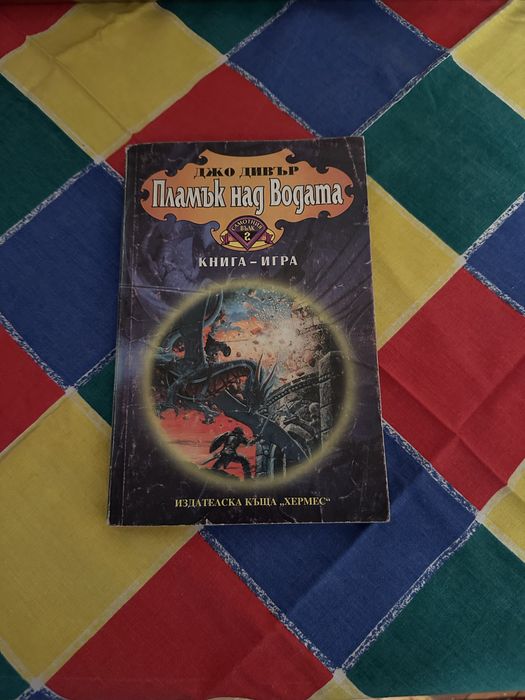 ДЖО ДИВЪР
Пламък над Водата
САМОТНИЯ
ВЪЛК
2
КНИГА – ИГРА
ИЗДАТЕЛСКА КЪЩА „ХЕРМЕС“